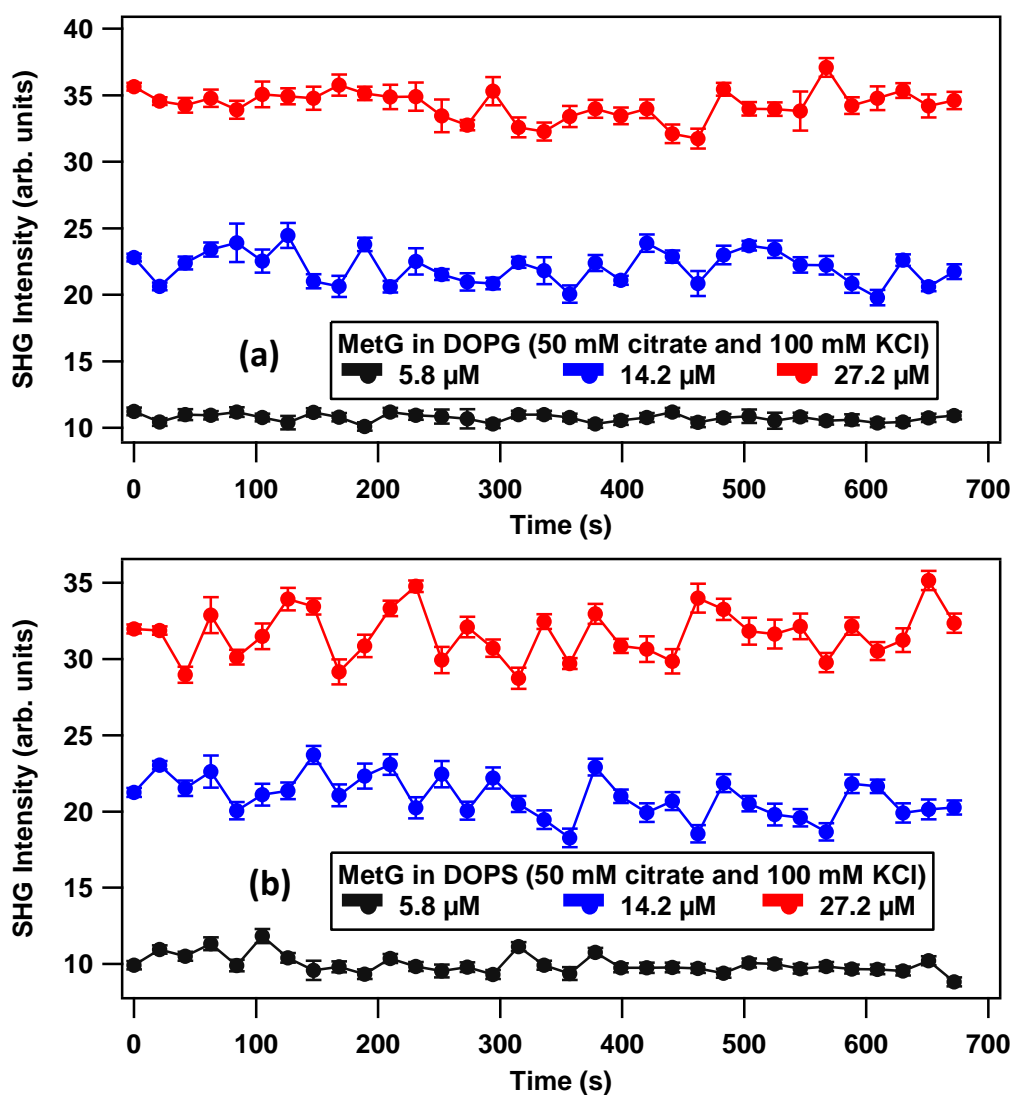 SHG Intensity (arb. units)
40
35
30
25
20
15
10
(a)
MetG in DOPG (50 mM citrate and 100 mM KCl)
5.8 µM 14.2 µM 27.2 µM
0 100 200 300 400 500 600 700
Time (s)
SHG Intensity (arb. units)
35
30
25
20
15
10
(b)
MetG in DOPS (50 mM citrate and 100 mM KCl)
5.8 µM 14.2 µM 27.2 µM
0 100 200 300 400 500 600 700
Time (s)